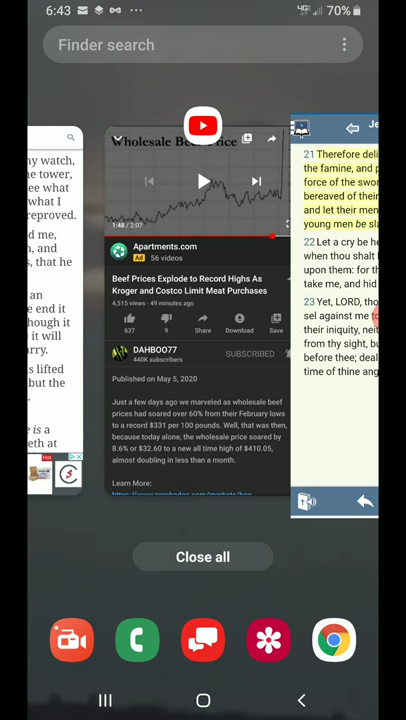 6:43
70%
Finder search
ny watch,
ne tower,
ee what
what I
reproved.
d me,
n, and
s, that he
an
e end it
hough it
it will
arry.
s lifted
but the
e is a
eth at
Hot
Wholesale Beef Price
1:48 / 2:07
Apartments.com
Ad 56 videos
Beef Prices Explode to Record Highs As
Kroger and Costco Limit Meat Purchases
4,515 views · 49 minutes ago
637
9
Share
Download
Save
DAHBOO77
440K subscribers
SUBSCRIBED
Published on May 5, 2020
Just a few days ago we marveled as wholesale beef
prices had soared over 60% from their February lows
to a record $331 per 100 pounds. Well, that was then,
because today alone, the wholesale price soared by
8.6% or $32.60 to a new all time high of $410.05,
almost doubling in less than a month.
Learn More:
Je
21 Therefore deli
the famine, and p
force of the swor
bereaved of their
and let their men
young men be sla
22 Let a cry be h
when thou shalt
upon them: for th
take me, and hid
23 Yet, LORD, tho
sel against me to
their iniquity, neit
from thy sight, bu
before thee; deal
time of thine ang
Close all